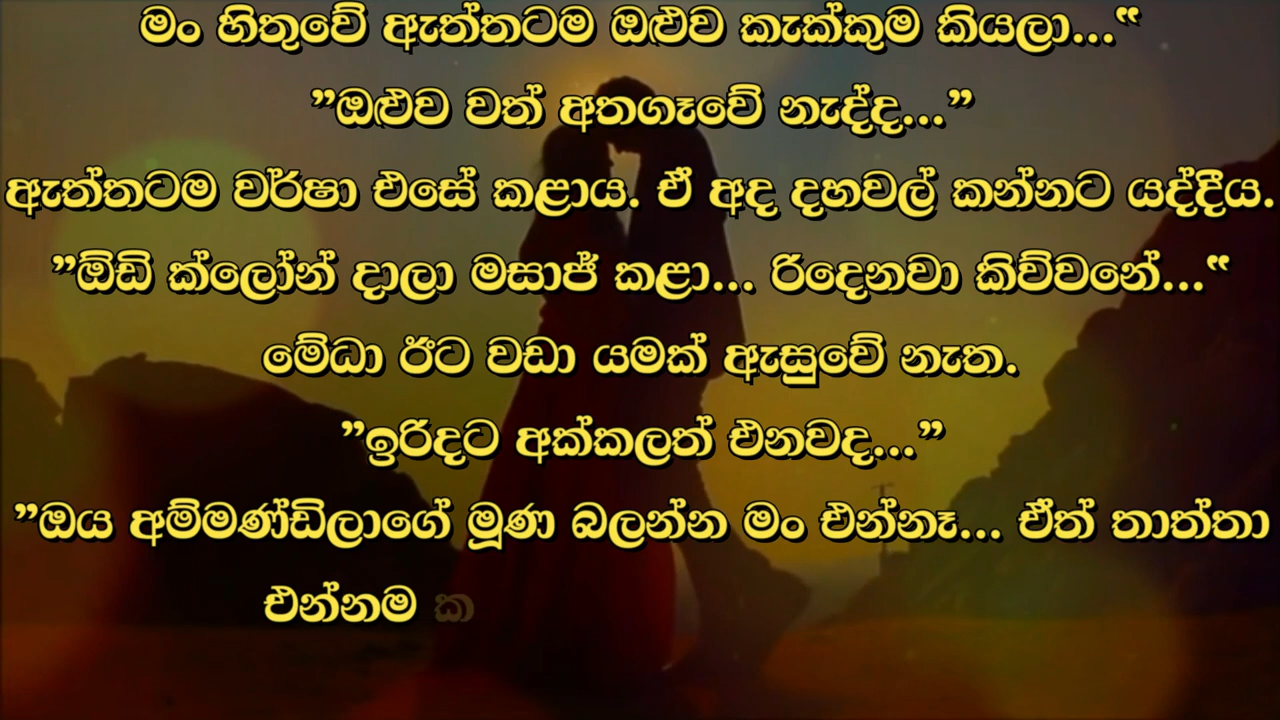 මං හිතුවේ ඇත්තටම ඔළුව කැක්කුම කියලා...“
”ඔළුව වත් අතගෑවේ නැද්ද...”
ඇත්තටම වර්ෂා එසේ කළාය. ඒ අද දහවල් කන්නට යද්දීය.
”ඕඩි ක්ලෝන් දාලා මසාජ් කළා... රිදෙනවා කිව්වනේ...“
මේධා ඊට වඩා යමක් ඇසුවේ නැත.
”ඉරිදට අක්කලත් එනවද...”
”ඔය අම්මණ්ඩිලාගේ මූණ බලන්න මං එන්නෑ... ඒත් තාත්තා
එන්නම ක